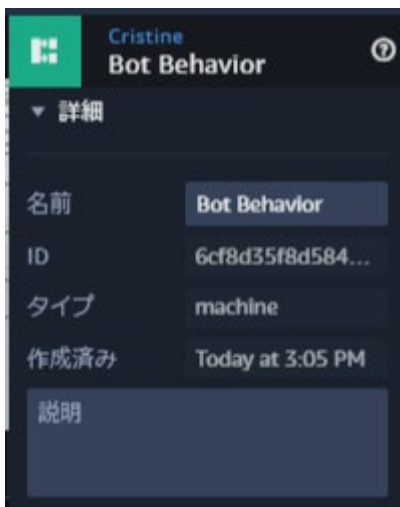 Cristine
Bot Behavior
▼ 詳細
名前 Bot Behavior
ID 6cf8d35f8d584...
タイプ machine
作成済み Today at 3:05 PM
説明